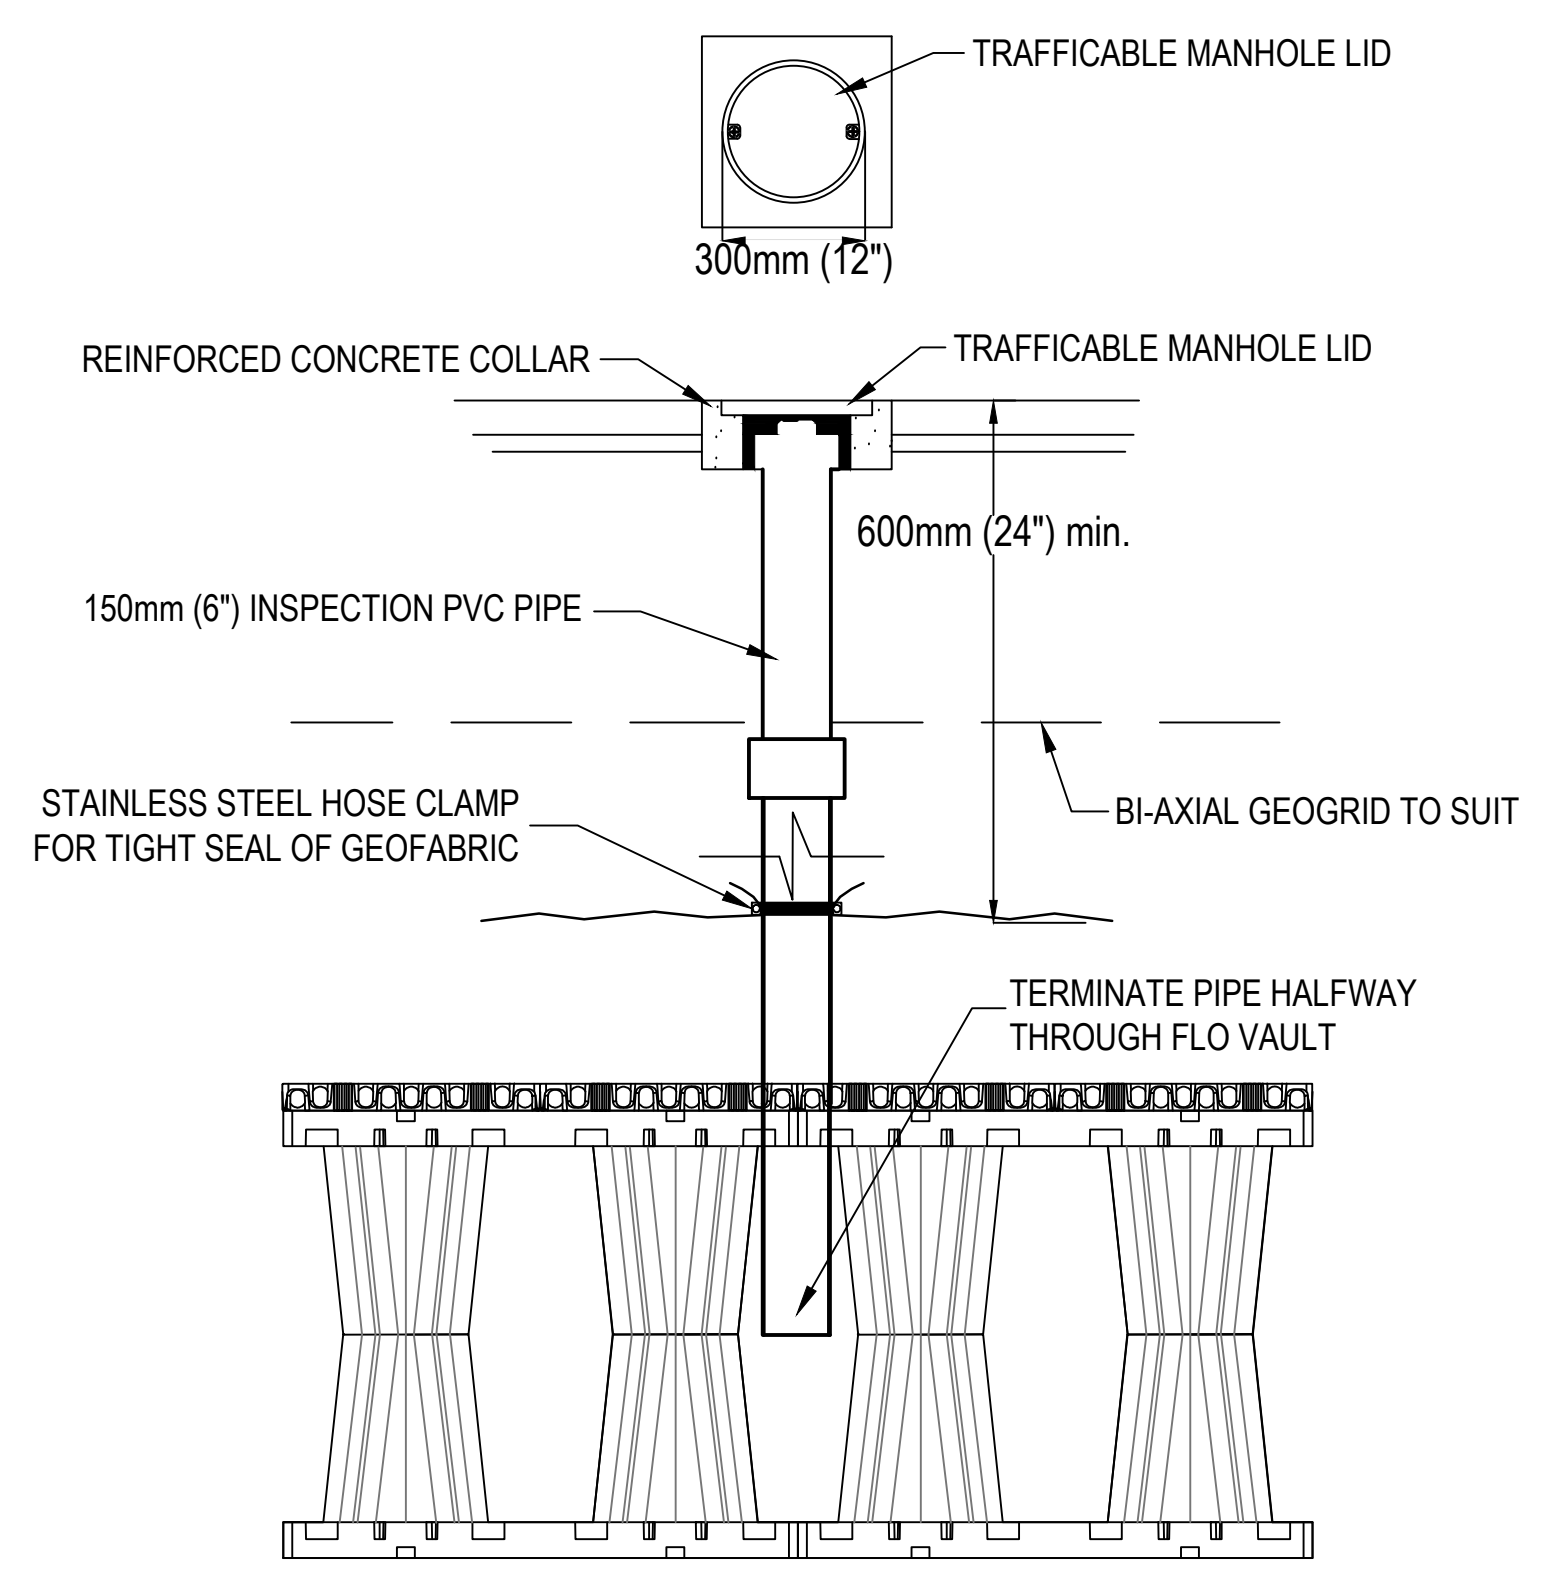 TRAFFICABLE MANHOLE LID
300mm (12")
REINFORCED CONCRETE COLLAR
TRAFFICABLE MANHOLE LID
600mm (24") min.
150mm (6") INSPECTION PVC PIPE
STAINLESS STEEL HOSE CLAMP
FOR TIGHT SEAL OF GEOFABRIC
BI-AXIAL GEOGRID TO SUIT
TERMINATE PIPE HALFWAY
THROUGH FLO VAULT